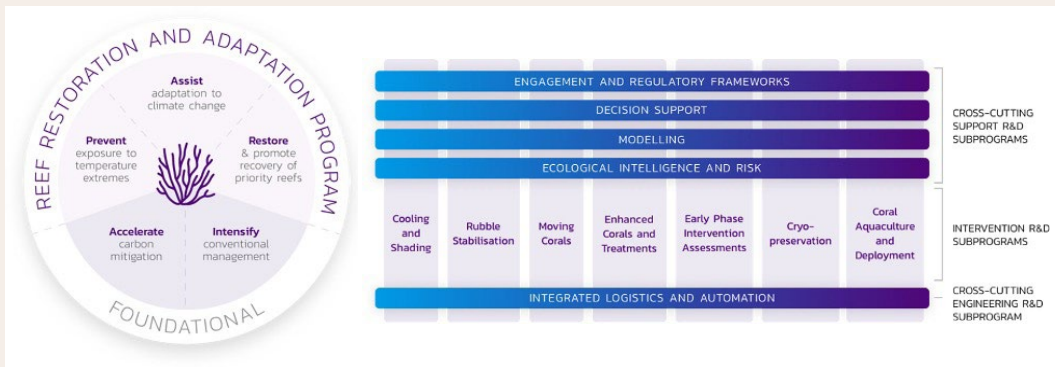 REEF RESTORATION AND ADAPTATION PROGRAM
Assist
adaptation to
climate change
Prevent
exposure to
temperature
extremes
Restore
& promote
recovery of
priority reefs
Accelerate
carbon
mitigation
Intensify
conventional
management
FOUNDATIONAL
ENGAGEMENT AND REGULATORY FRAMEWORKS
DECISION SUPPORT
MODELLING
ECOLOGICAL INTELLIGENCE AND RISK
CROSS-CUTTING
SUPPORT R&D
SUBPROGRAMS
Cooling
and
Shading
Rubble
Stabilisation
Moving
Corals
Enhanced
Corals and
Treatments
Early Phase
Intervention
Assessments
Cryo-
preservation
Coral
Aquaculture
and
Deployment
INTERVENTION R&D
SUBPROGRAMS
INTEGRATED LOGISTICS AND AUTOMATION
CROSS-CUTTING
ENGINEERING R&D
SUBPROGRAM